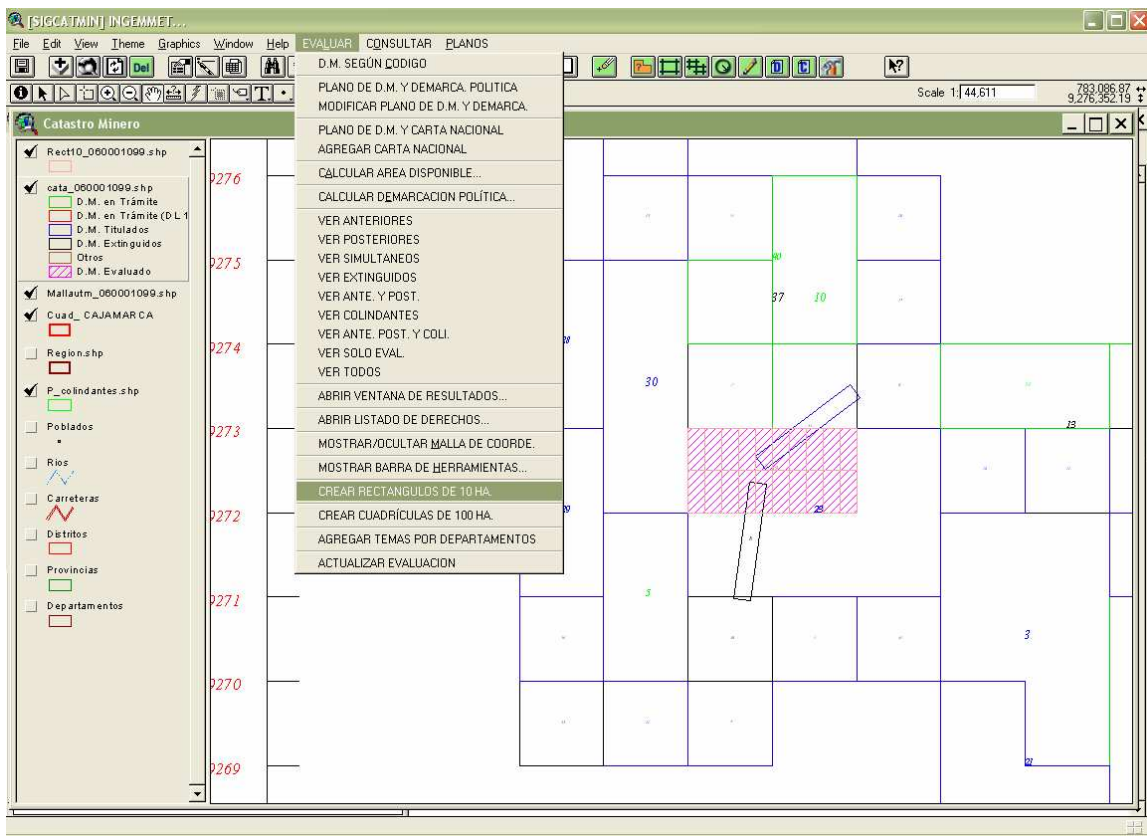 [SIGCATMIN] INGEMMET...
File Edit View Theme Graphics Window Help EVALUAR CONSULTAR PLANOS
Del
Scale 1: 44,611
783,086.87
9,276,352.19
D.M. SEGÚN CODIGO
PLANO DE D.M. Y DEMARCA. POLITICA
MODIFICAR PLANO DE D.M. Y DEMARCA.
PLANO DE D.M. Y CARTA NACIONAL
AGREGAR CARTA NACIONAL
CALCULAR AREA DISPONIBLE...
CALCULAR DEMARCACION POLÍTICA...
VER ANTERIORES
VER POSTERIORES
VER SIMULTANEOS
VER EXTINGUIDOS
VER ANTE. Y POST.
VER COLINDANTES
VER ANTE. POST. Y COLI.
VER SOLO EVAL.
VER TODOS
ABRIR VENTANA DE RESULTADOS...
ABRIR LISTADO DE DERECHOS...
MOSTRAR/OCULTAR MALLA DE COORDE.
MOSTRAR BARRA DE HERRAMIENTAS...
CREAR RECTANGULOS DE 10 HA.
CREAR CUADRÍCULAS DE 100 HA.
AGREGAR TEMAS POR DEPARTAMENTOS
ACTUALIZAR EVALUACION
Catastro Minero
Rect10_060001099.shp
cata_060001099.shp
D.M. en Trámite
D.M. en Trámite (D L 1
D.M. Titulados
D.M. Extinguidos
Otros
D.M. Evaluado
Mallautm_060001099.shp
Cuad_ CAJAMARCA
Region.shp
P_colindantes.shp
Poblados
Rios
Carreteras
Distritos
Provincias
Departamentos
9276
9275
9274
9273
9272
9271
9270
9269
40
37
10
30
13
29
5
3
21